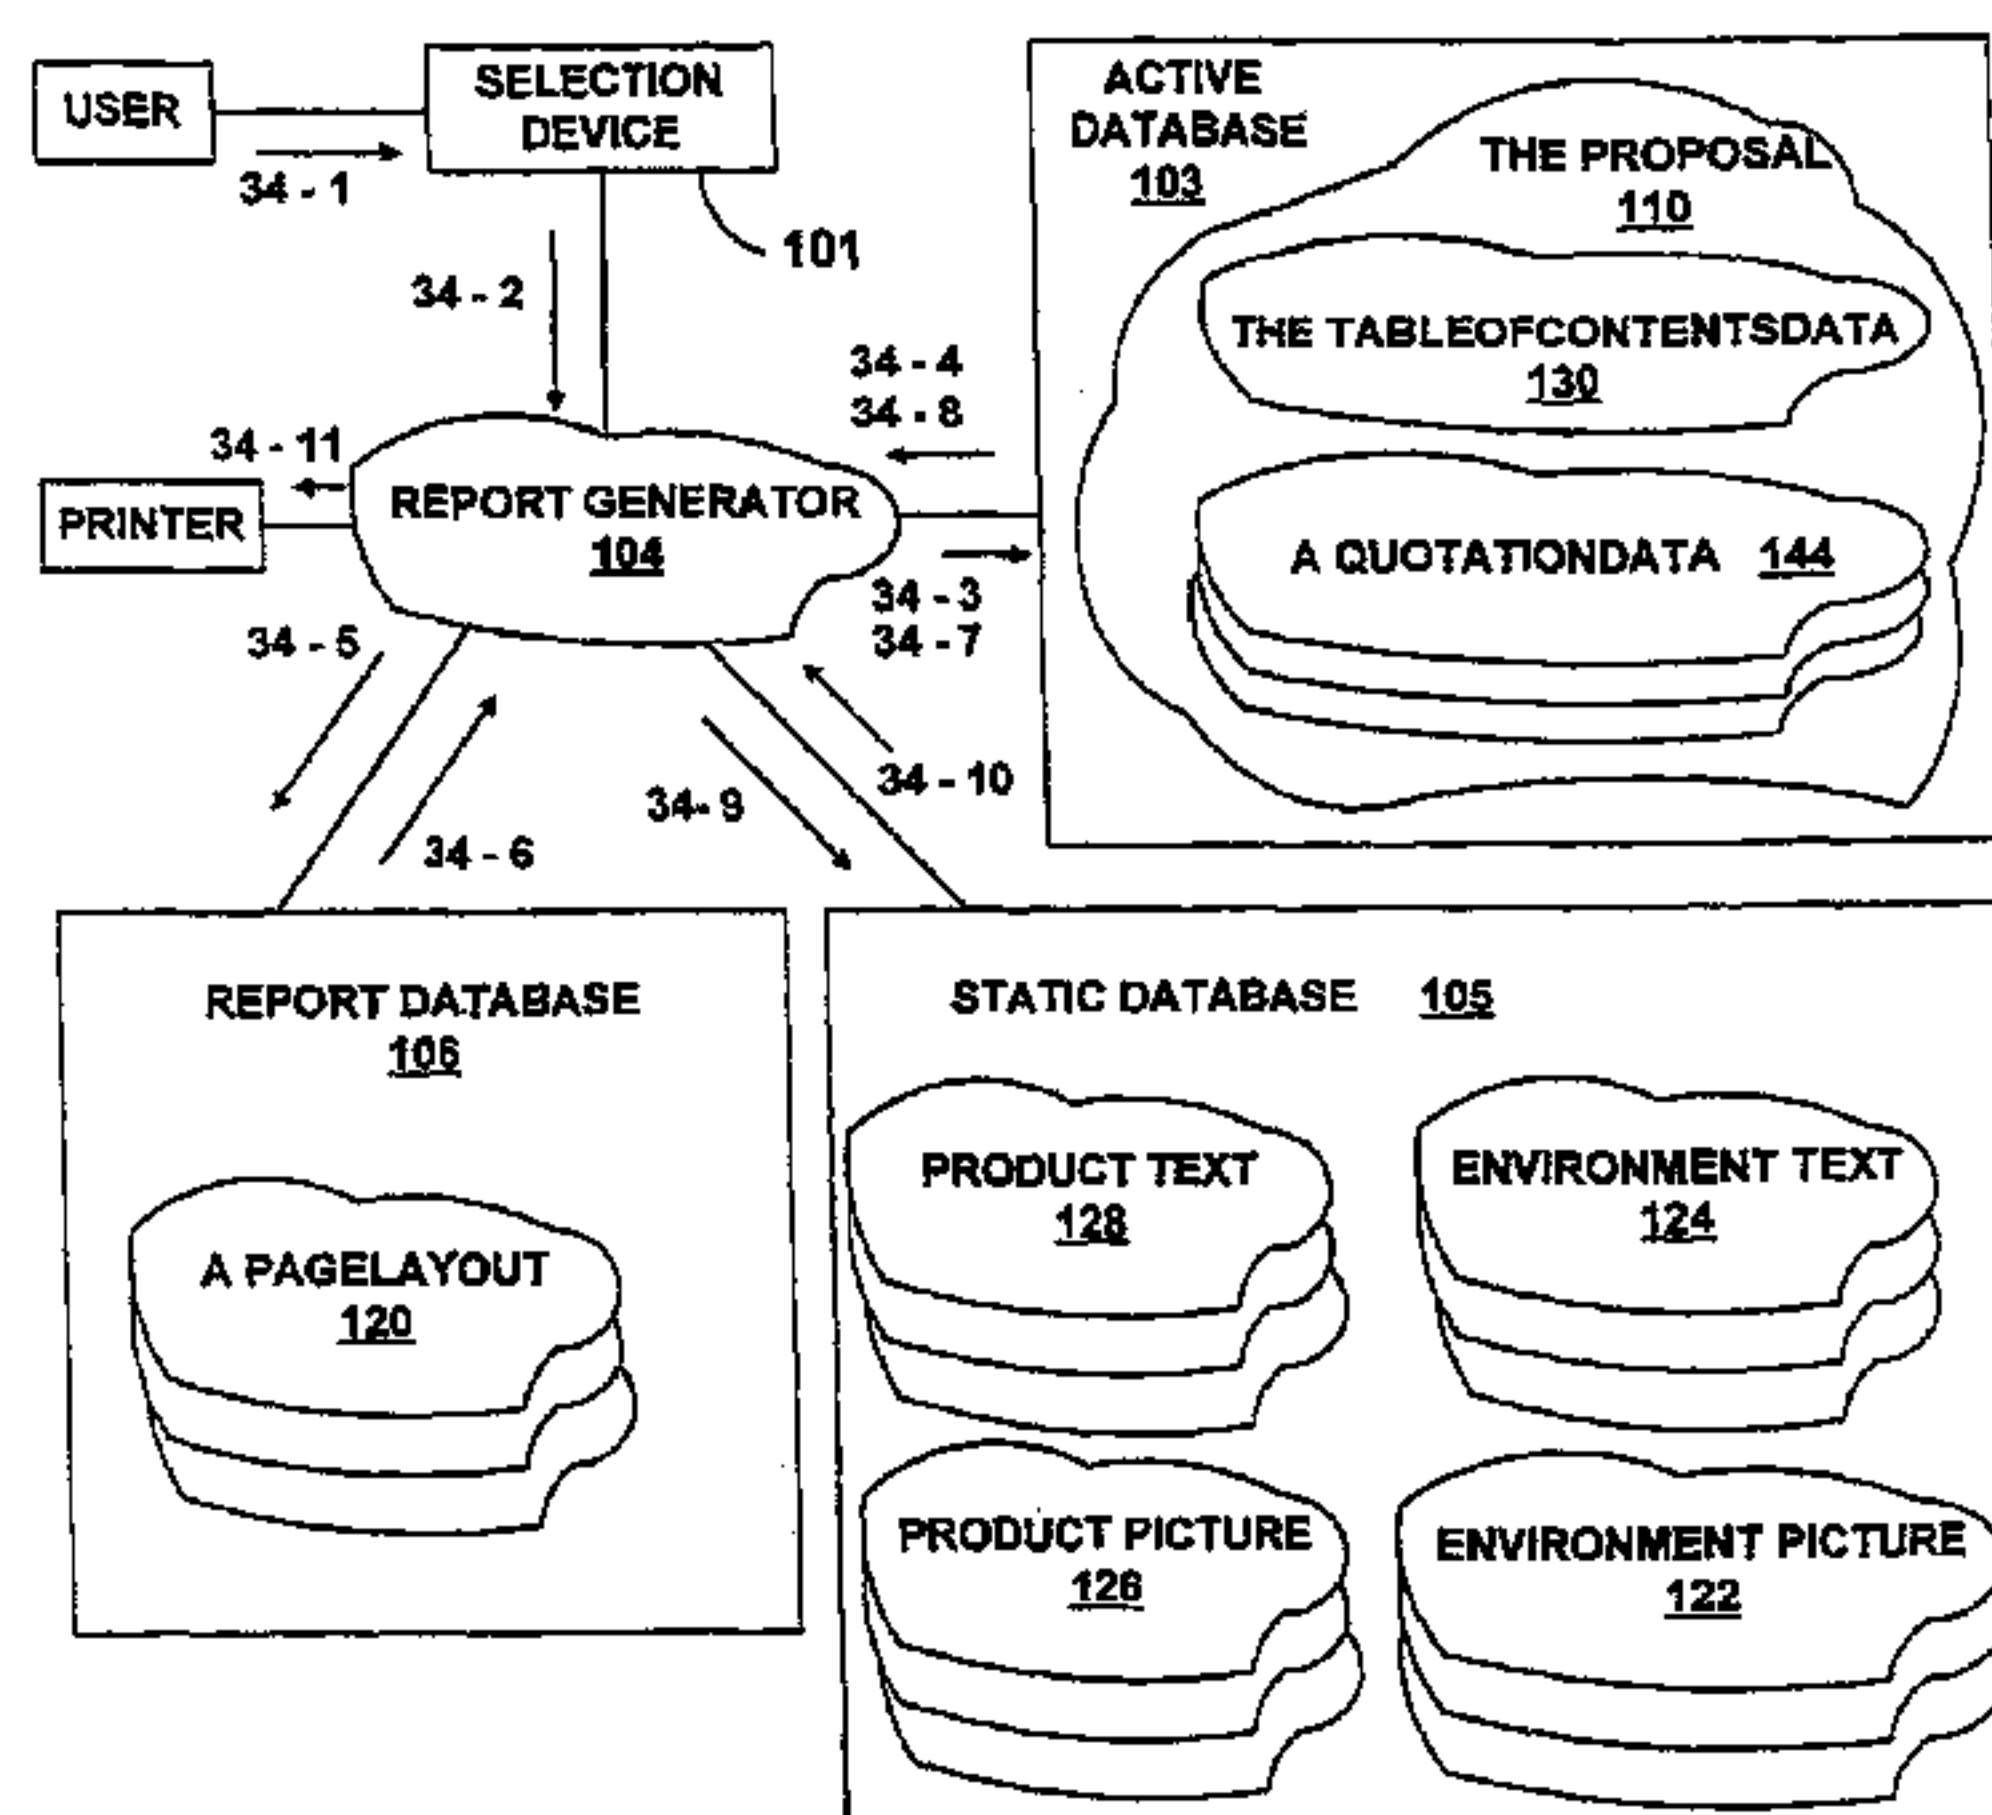 USER
34 - 1
SELECTION
DEVICE
101
34 - 2
ACTIVE
DATABASE
103
THE PROPOSAL
110
THE TABLEOFCONTENTSDATA
130
A QUOTATIONDATA 144
34 - 4
34 - 8
34 - 11
PRINTER
REPORT GENERATOR
104
34 - 3
34 - 7
34 - 5
34 - 6
34- 9
34 - 10
REPORT DATABASE
106
A PAGELAYOUT
120
STATIC DATABASE 105
PRODUCT TEXT
128
ENVIRONMENT TEXT
124
PRODUCT PICTURE
126
ENVIRONMENT PICTURE
122